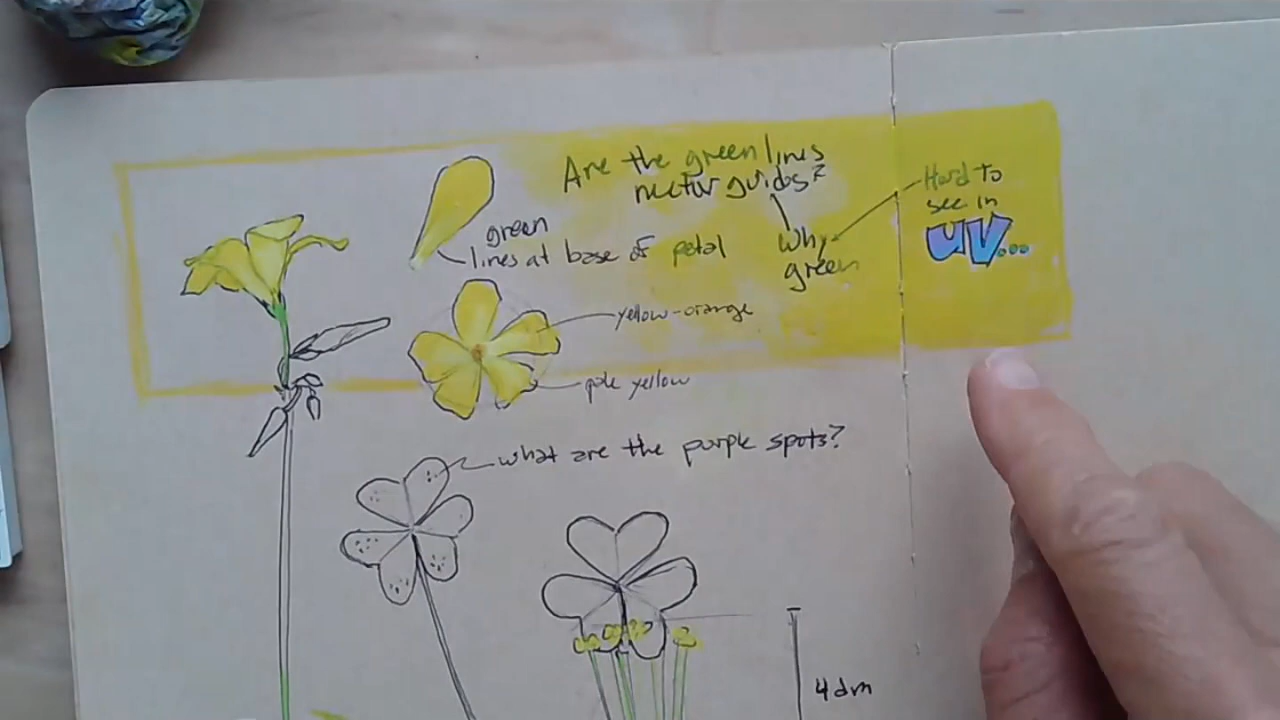 Are the green lines
nectar guides?
green
lines at base of petal
Why
green
Hard to
see in
UV...
yellow-orange
pale yellow
what are the purple spots?
4dm